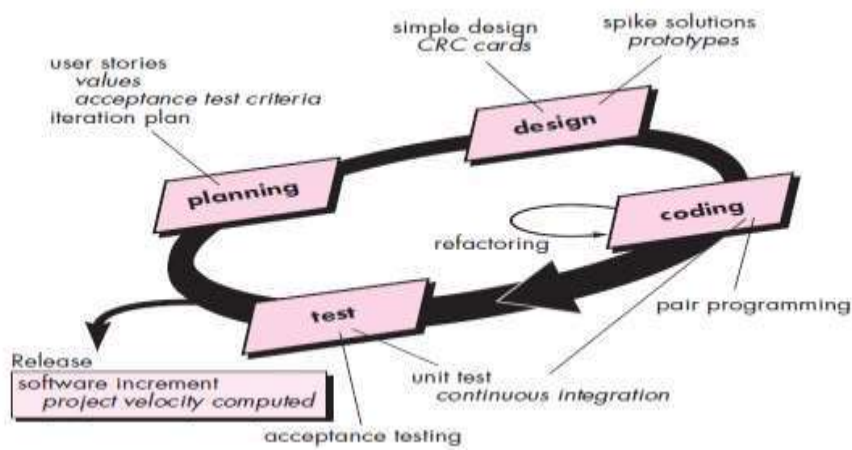 simple design
CRC cards
spike solutions
prototypes
user stories
values
acceptance test criteria
iteration plan
design
planning
coding
refactoring
test
pair programming
Release
software increment
project velocity computed
unit test
continuous integration
acceptance testing